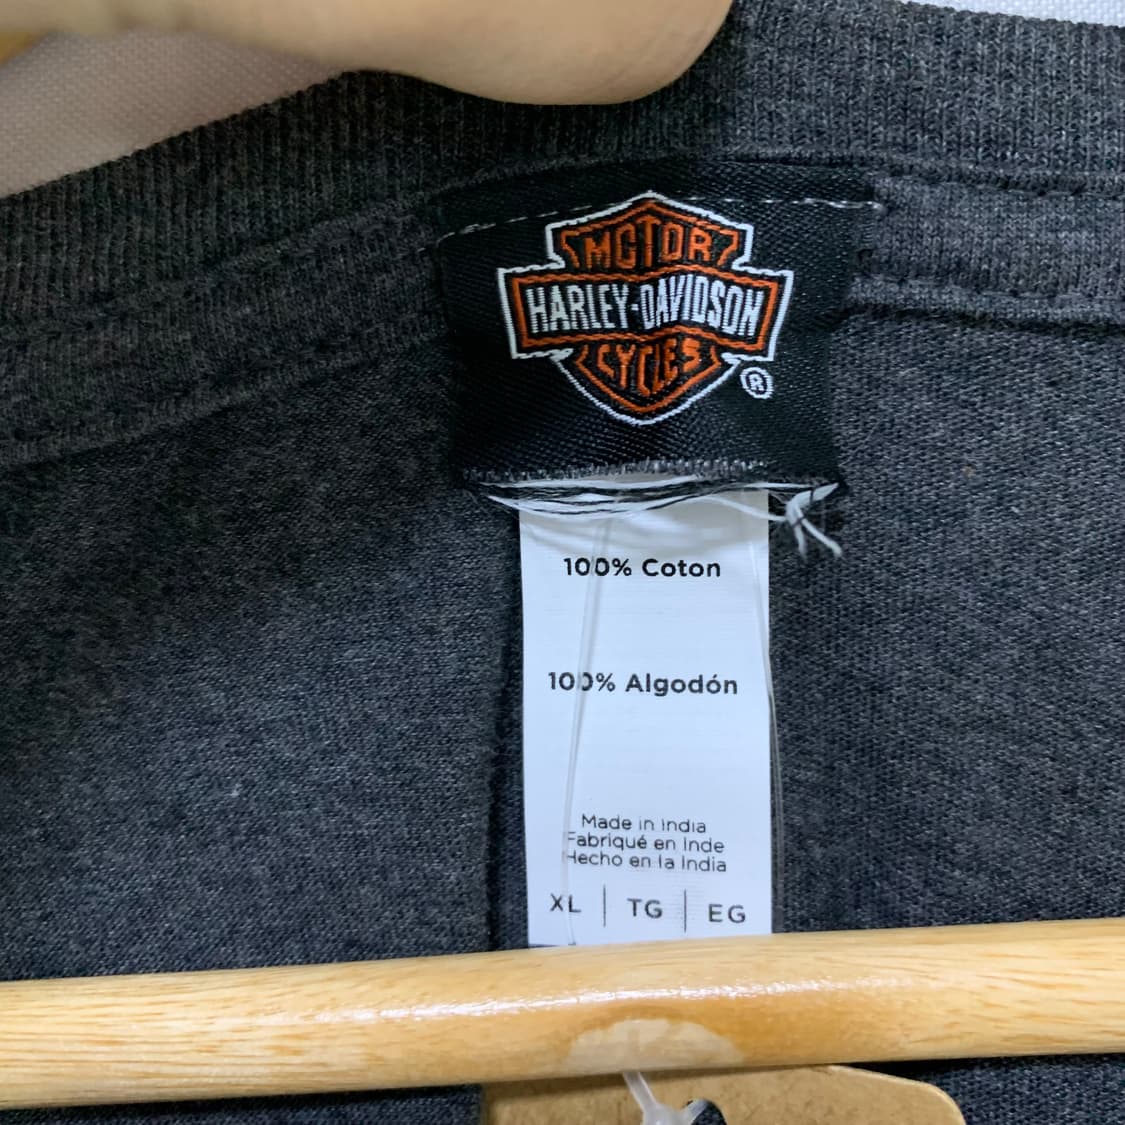 MOTOR
HARLEY-DAVIDSON
CYCLES
®
100% Coton
100% Algodón
Made in India
Fabriqué en Inde
Hecho en la India
XL | TG | EG